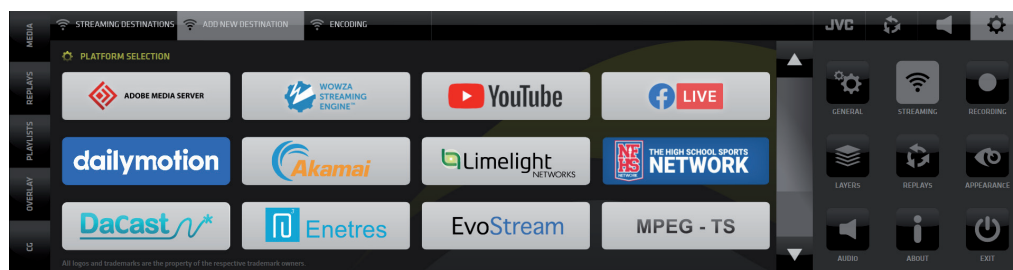 MEDIA
REPLAYS
PLAYLISTS
OVERLAY
CG
STREAMING DESTINATIONS
ADD NEW DESTINATION
ENCODING
JVC
PLATFORM SELECTION
ADOBE MEDIA SERVER
WOWZA
STREAMING
ENGINE™
YouTube
f LIVE
dailymotion
Akamai
Limelight
NETWORKS
NFHS
NETWORK
THE HIGH SCHOOL SPORTS
NETWORK
DaCast
Enetres
EvoStream
MPEG - TS
All logos and trademarks are the property of the respective trademark owners.
GENERAL
STREAMING
RECORDING
LAYERS
REPLAYS
APPEARANCE
AUDIO
ABOUT
EXIT